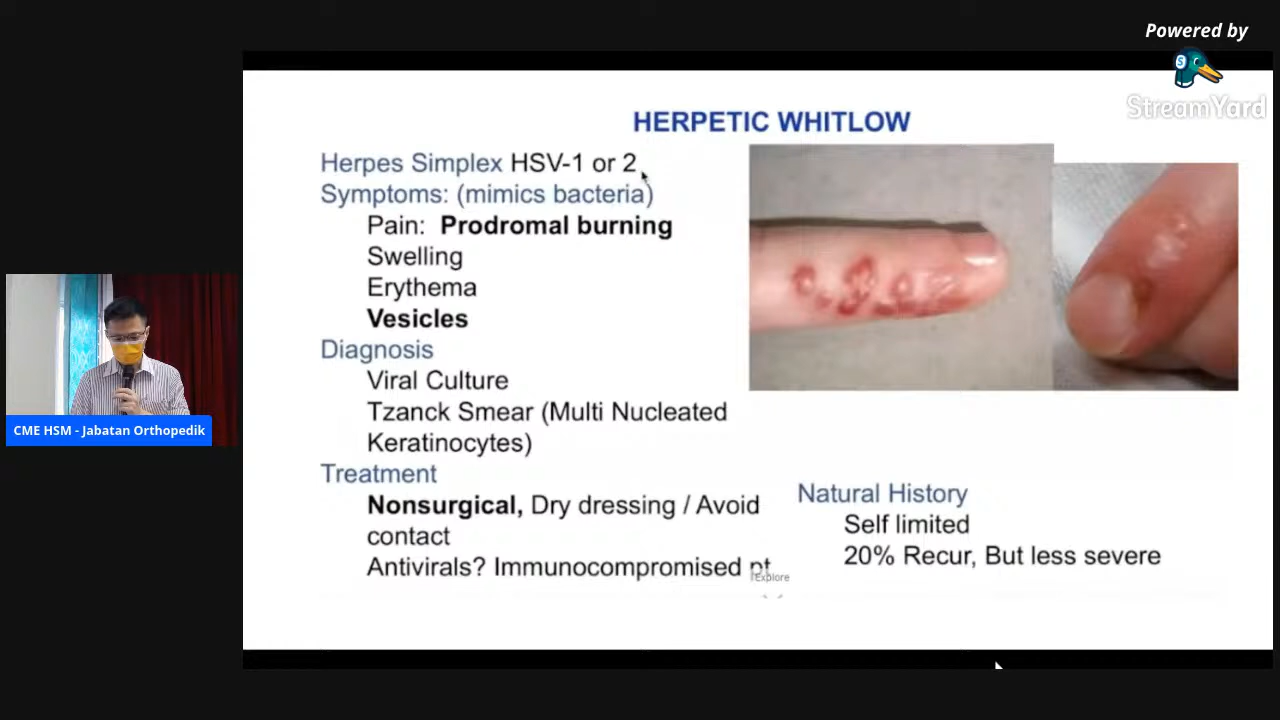 Powered by
StreamYard
HERPETIC WHITLOW
Herpes Simplex HSV-1 or 2
Symptoms: (mimics bacteria)
Pain: Prodromal burning
Swelling
Erythema
Vesicles
Diagnosis
Viral Culture
Tzanck Smear (Multi Nucleated
Keratinocytes)
Treatment
Nonsurgical, Dry dressing / Avoid
contact
Antivirals? Immunocompromised pt
Explore
Natural History
Self limited
20% Recur, But less severe
CME HSM - Jabatan Orthopedik